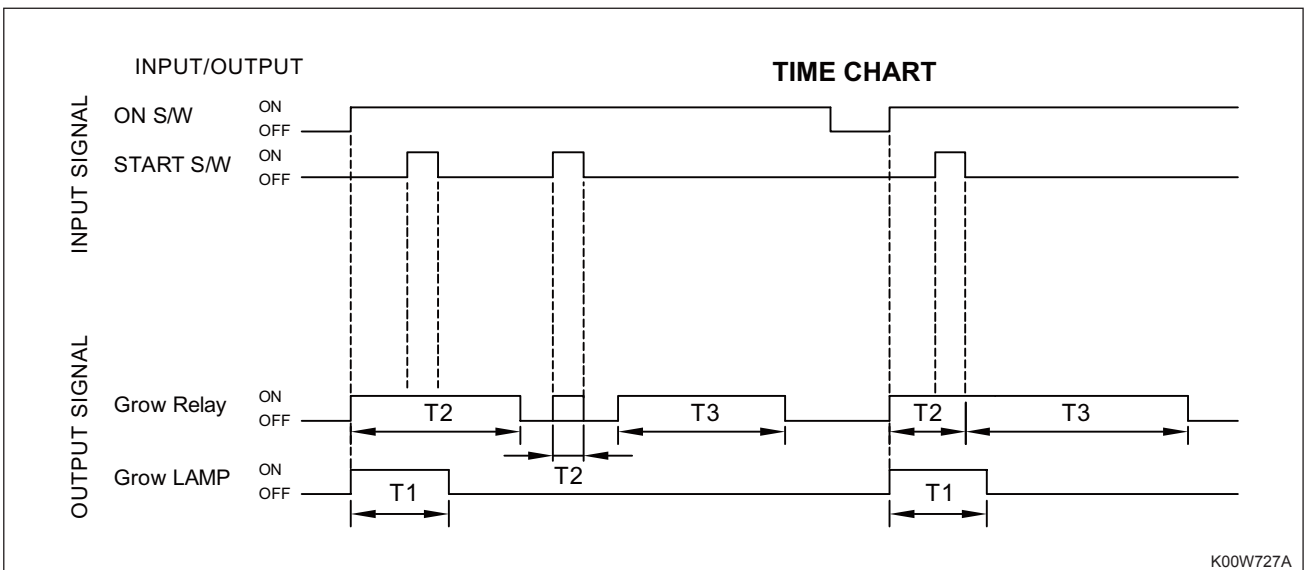 INPUT/OUTPUT
TIME CHART
INPUT SIGNAL
ON S/W
ON
OFF
START S/W
ON
OFF
OUTPUT SIGNAL
Grow Relay
ON
OFF
T2
T3
T2
T3
T2
Grow LAMP
ON
OFF
T1
T1
K00W727A